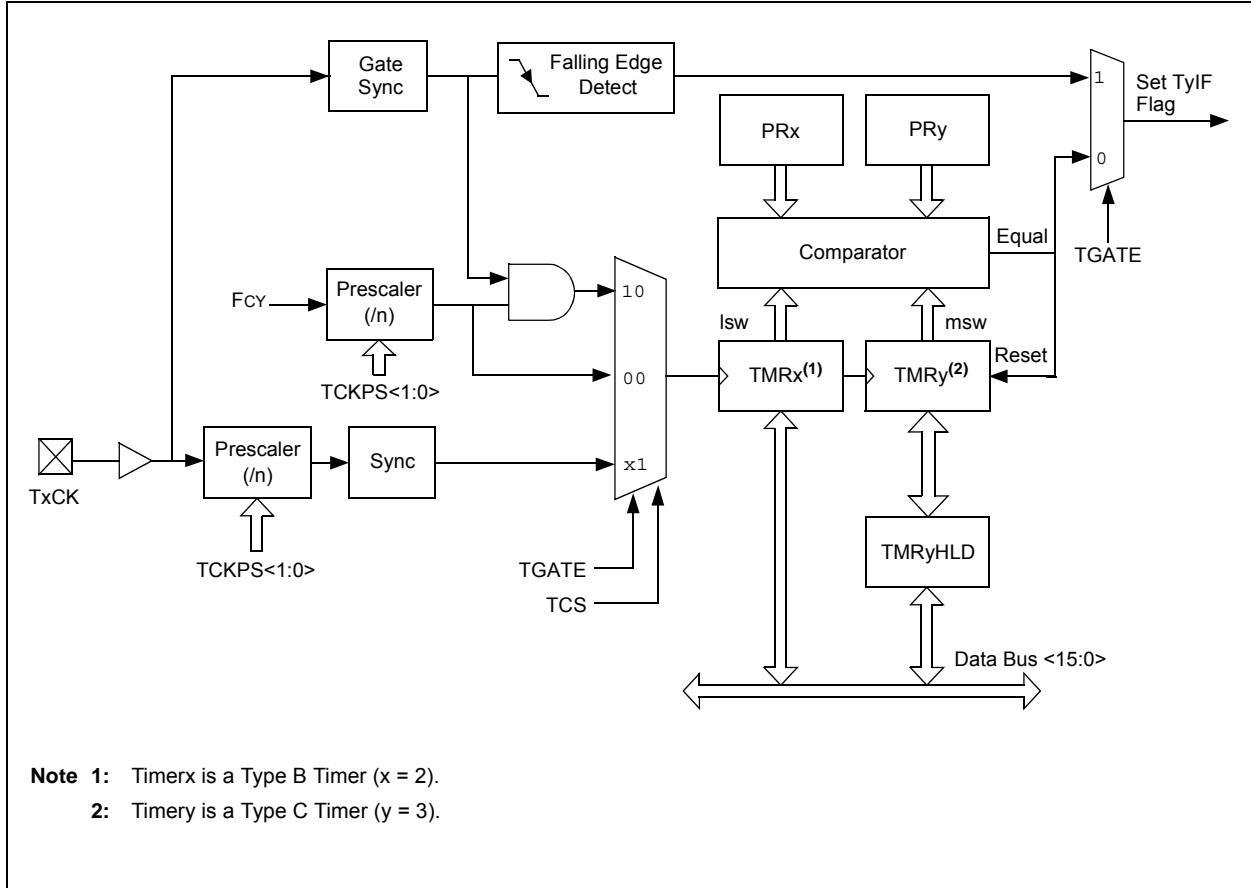 Gate
Sync
Falling Edge
Detect
1
Set TyIF
Flag
PRx
PRy
0
Comparator
Equal
TGATE
FCY
Prescaler
(/n)
10
lsw
msw
Reset
TMRx(1)
TMRy(2)
00
TCKPS<1:0>
Prescaler
(/n)
Sync
x1
TxCK
TCKPS<1:0>
TGATE
TCS
TMRyHLD
Data Bus <15:0>
Note 1: Timerx is a Type B Timer (x = 2).
2: Timery is a Type C Timer (y = 3).